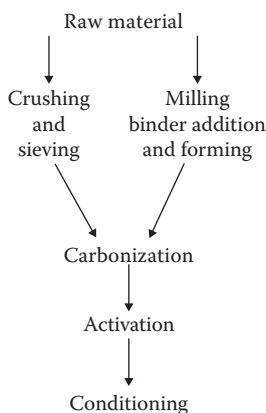 Raw material
Crushing
and
sieving
Milling
binder addition
and forming
Carbonization
Activation
Conditioning